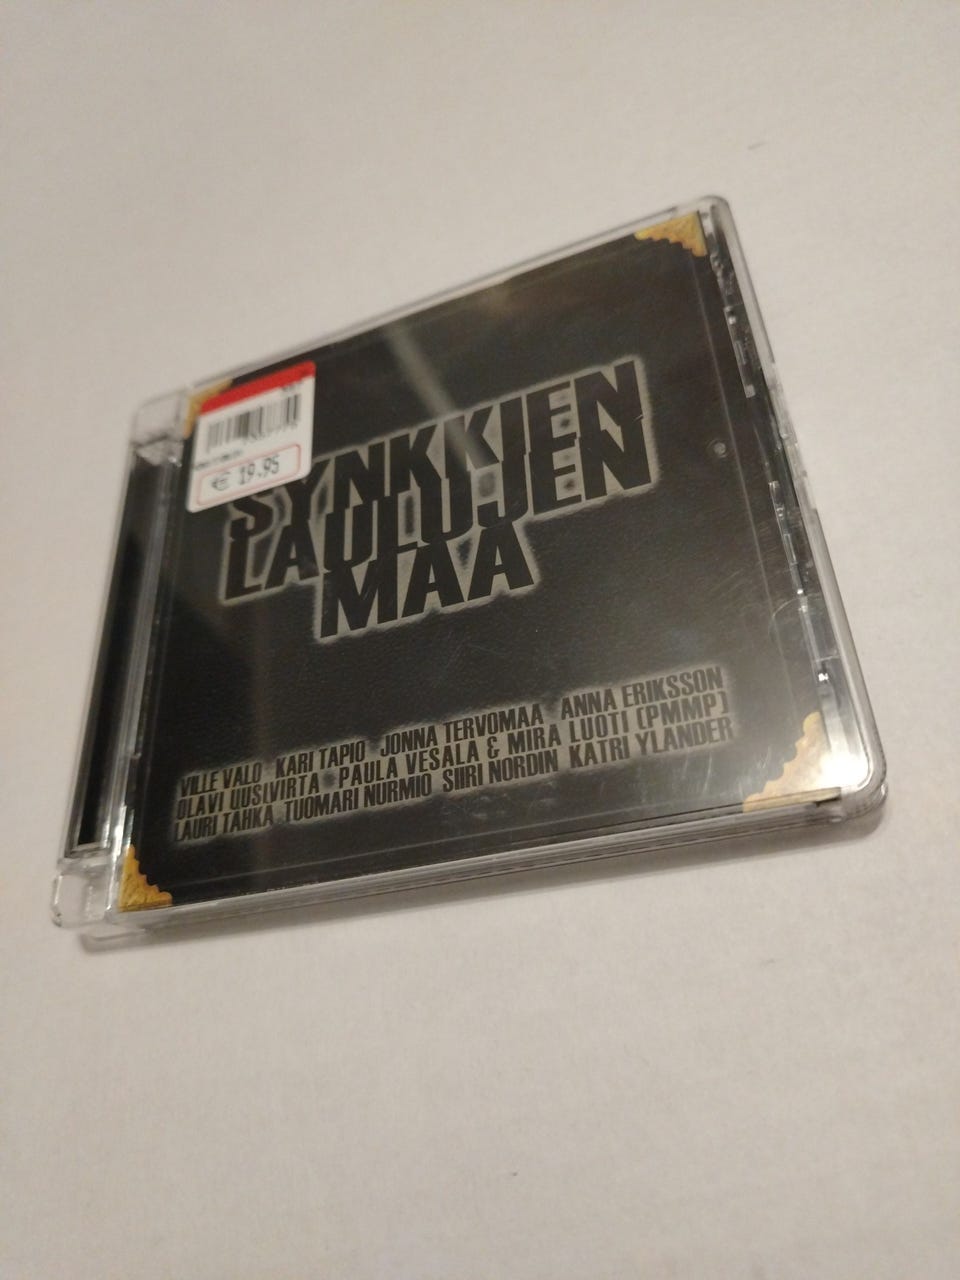 € 19.95
SYNKKIEN
LAULUJEN
MAA
VILLE VALO KARI TAPIO JONNA TERVOMAA ANNA ERIKSSON
OLAVI UUSIVIRTA PAULA VESALA & MIRA LUOTI (PMMP)
LAURI TÄHKÄ TUOMARI NURMIO SIIRI NORDIN KATRI YLANDER